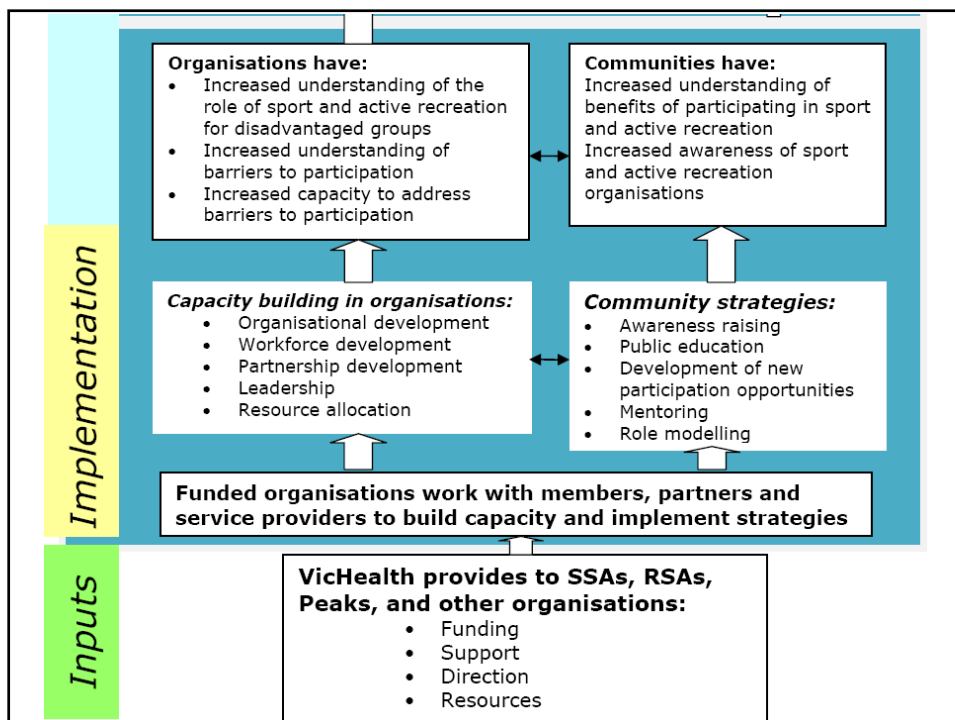 Organisations have:
• Increased understanding of the
role of sport and active recreation
for disadvantaged groups
• Increased understanding of
barriers to participation
• Increased capacity to address
barriers to participation
Communities have:
Increased understanding of
benefits of participating in sport
and active recreation
Increased awareness of sport
and active recreation
organisations
Implementation
Capacity building in organisations:
• Organisational development
• Workforce development
• Partnership development
• Leadership
• Resource allocation
Community strategies:
• Awareness raising
• Public education
• Development of new
participation opportunities
• Mentoring
• Role modelling
Funded organisations work with members, partners and
service providers to build capacity and implement strategies
Inputs
VicHealth provides to SSAs, RSAs,
Peaks, and other organisations:
• Funding
• Support
• Direction
• Resources